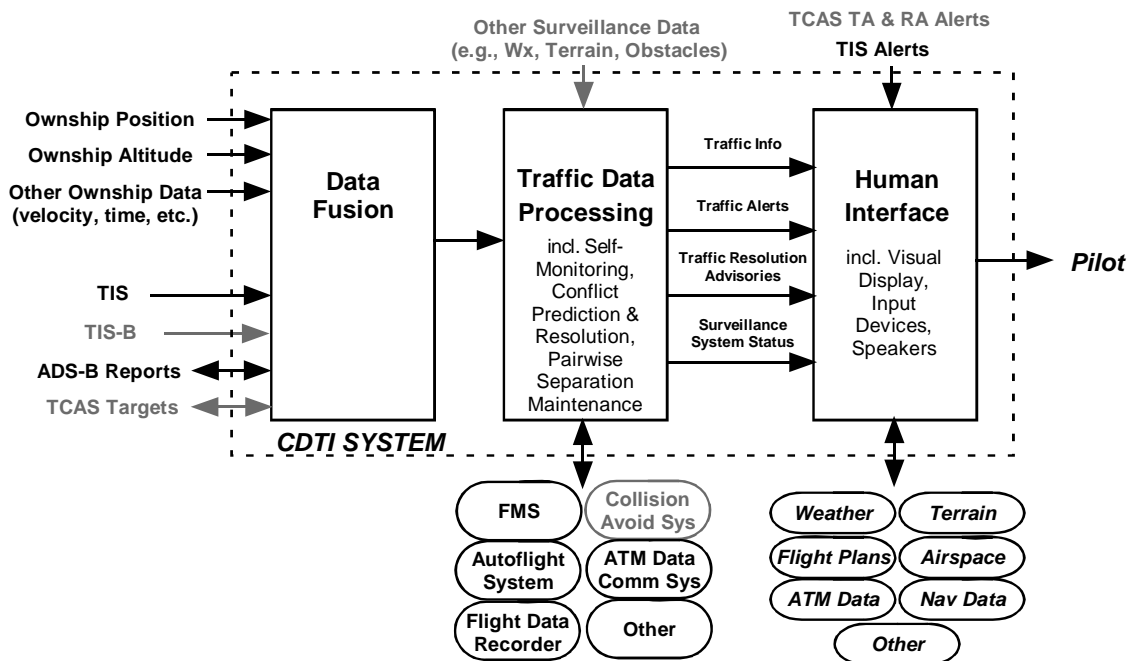 Other Surveillance Data
(e.g., Wx, Terrain, Obstacles)
TCAS TA & RA Alerts
TIS Alerts
Ownship Position
Ownship Altitude
Other Ownship Data
(velocity, time, etc.)
TIS
TIS-B
ADS-B Reports
TCAS Targets
Data
Fusion
CDTI SYSTEM
Traffic Data
Processing
incl. Self-
Monitoring,
Conflict
Prediction &
Resolution,
Pairwise
Separation
Maintenance
Traffic Info
Traffic Alerts
Traffic Resolution
Advisories
Surveillance
System Status
Human
Interface
incl. Visual
Display,
Input
Devices,
Speakers
Pilot
FMS
Collision
Avoid Sys
Autoflight
System
ATM Data
Comm Sys
Flight Data
Recorder
Other
Weather
Terrain
Flight Plans
Airspace
ATM Data
Nav Data
Other